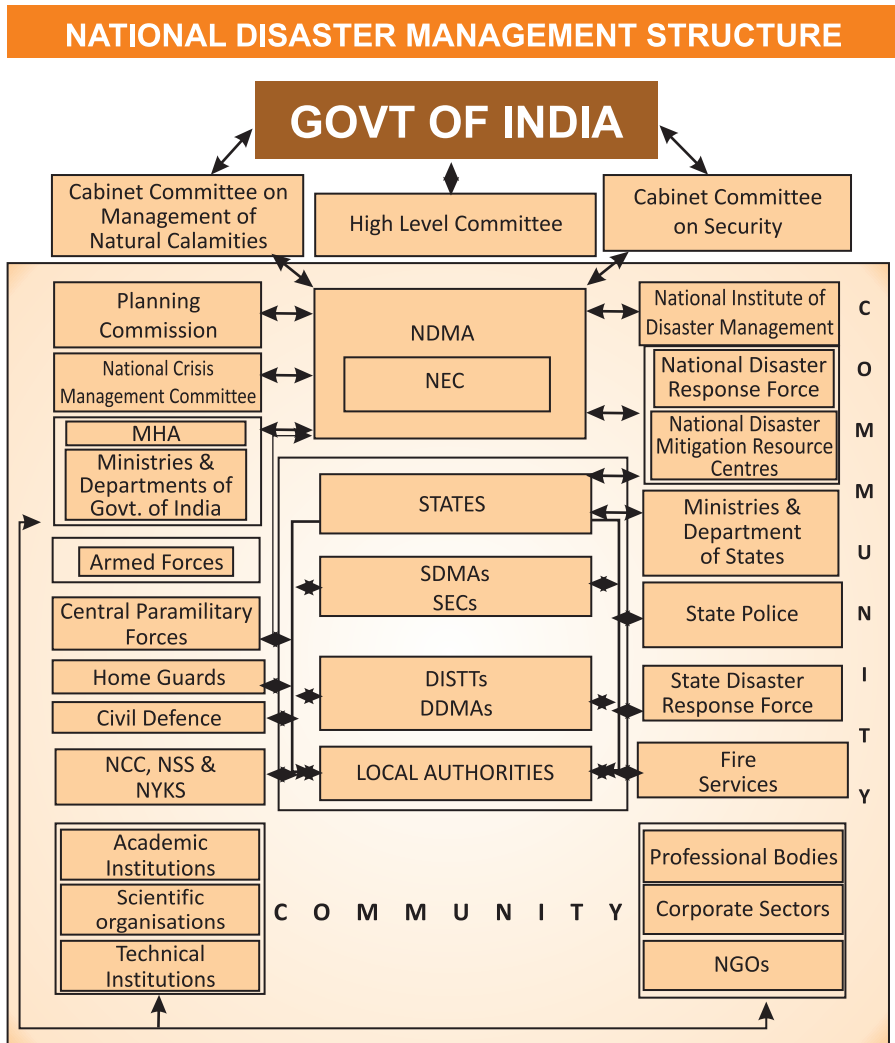 NATIONAL DISASTER MANAGEMENT STRUCTURE
GOVT OF INDIA
Cabinet Committee on
Management of
Natural Calamities
High Level Committee
Cabinet Committee
on Security
Planning
Commission
National Crisis
Management Committee
MHA
Ministries &
Departments of
Govt. of India
Armed Forces
Central Paramilitary
Forces
Home Guards
Civil Defence
NCC, NSS &
NYKS
Academic
Institutions
Scientific
organisations
Technical
Institutions
NDMA
NEC
STATES
SDMAs
SECs
DISTTs
DDMAs
LOCAL AUTHORITIES
COMMUNITY
National Institute of
Disaster Management
National Disaster
Response Force
National Disaster
Mitigation Resource
Centres
Ministries &
Department
of States
State Police
State Disaster
Response Force
Fire
Services
Professional Bodies
Corporate Sectors
NGOs
COMMUNITY